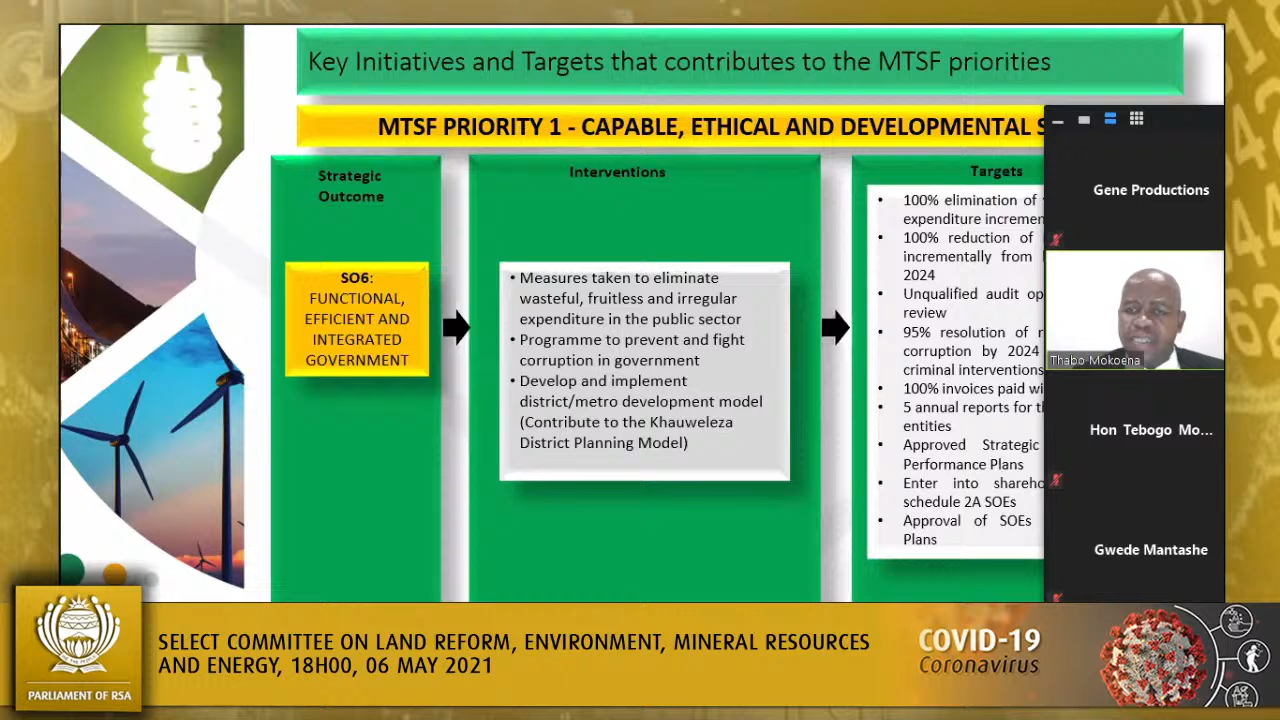 Key Initiatives and Targets that contributes to the MTSF priorities
MTSF PRIORITY 1 - CAPABLE, ETHICAL AND DEVELOPMENTAL S
Strategic
Outcome
SO6:
FUNCTIONAL,
EFFICIENT AND
INTEGRATED
GOVERNMENT
Interventions
• Measures taken to eliminate
wasteful, fruitless and irregular
expenditure in the public sector
• Programme to prevent and fight
corruption in government
• Develop and implement
district/metro development model
(Contribute to the Khauweleza
District Planning Model)
Targets
• 100% elimination of
expenditure increme
• 100% reduction of
incrementally from
2024
• Unqualified audit op
review
• 95% resolution of
corruption by 2024
criminal interventions
• 100% invoices paid wi
• 5 annual reports for
entities
• Approved Strategic
Performance Plans
• Enter into shareho
schedule 2A SOEs
• Approval of SOEs
Plans
Gene Productions
Thabo Mokoena
Hon Tebogo Mo...
Gwede Mantashe
PARLIAMENT OF RSA
SELECT COMMITTEE ON LAND REFORM, ENVIRONMENT, MINERAL RESOURCES
AND ENERGY, 18H00, 06 MAY 2021
COVID-19
Coronavirus